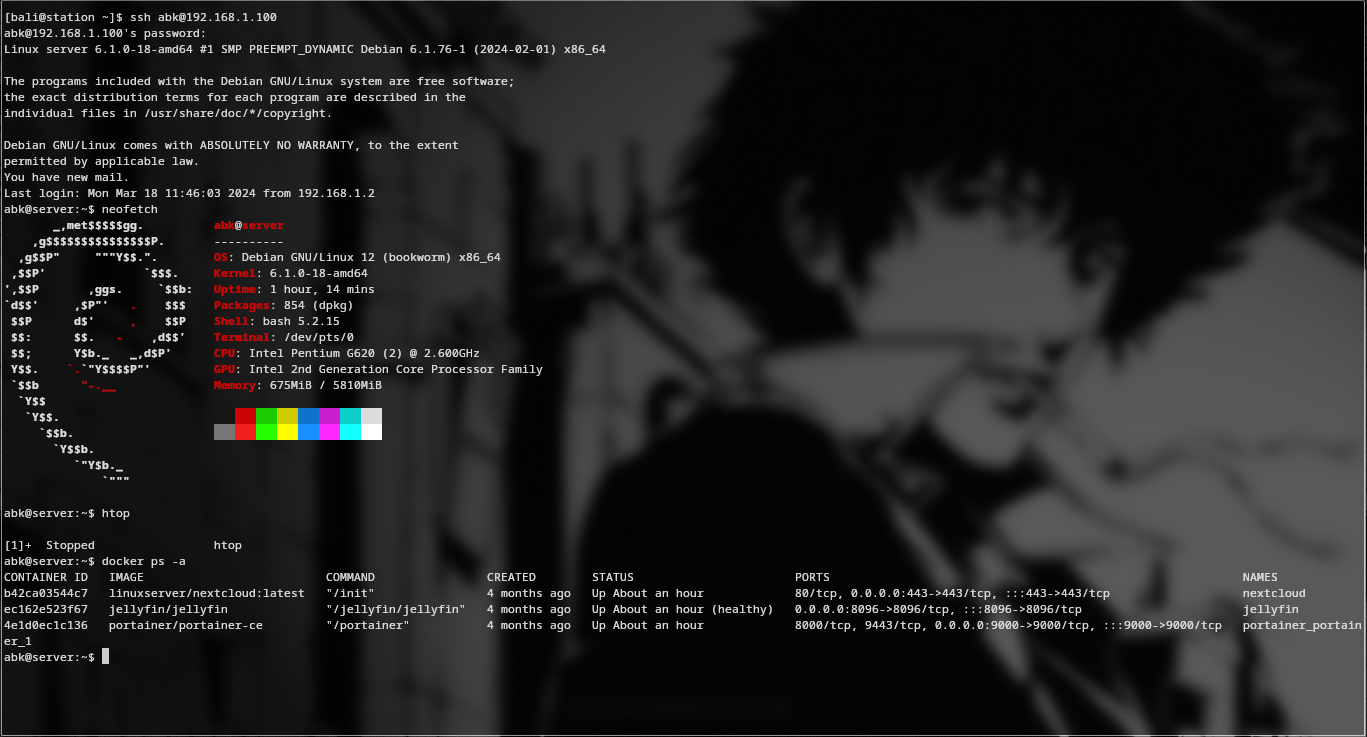 [bali@station ~]$ ssh abk@192.168.1.100
abk@192.168.1.100's password:
Linux server 6.1.0-18-amd64 #1 SMP PREEMPT_DYNAMIC Debian 6.1.76-1 (2024-02-01) x86_64

The programs included with the Debian GNU/Linux system are free software;
the exact distribution terms for each program are described in the
individual files in /usr/share/doc/*/copyright.

Debian GNU/Linux comes with ABSOLUTELY NO WARRANTY, to the extent
permitted by applicable law.
You have new mail.
Last login: Mon Mar 18 11:46:03 2024 from 192.168.1.2
abk@server:~$ neofetch
       _,met$$$$$gg.          abk@server
    ,g$$$$$$$$$$$$$$$P.       ----------
  ,g$$P"     """Y$$.".        OS: Debian GNU/Linux 12 (bookworm) x86_64
 ,$$P'              `$$$.     Kernel: 6.1.0-18-amd64
',$$P       ,ggs.     `$$b:   Uptime: 1 hour, 14 mins
`d$$'     ,$P"'   .    $$$    Packages: 854 (dpkg)
 $$P      d$'     ,    $$P    Shell: bash 5.2.15
 $$:      $$.   -    ,d$$'    Terminal: /dev/pts/0
 $$;      Y$b._   _,d$P'      CPU: Intel Pentium G620 (2) @ 2.600GHz
 Y$$.    `.`"Y$$$$P"'         GPU: Intel 2nd Generation Core Processor Family
 `$$b      "-.__              Memory: 675MiB / 5810MiB
  `Y$$
   `Y$$.
     `$$b.
       `Y$$b.
          `"Y$b._
              `"""

abk@server:~$ htop

[1]+  Stopped                 htop
abk@server:~$ docker ps -a
CONTAINER ID   IMAGE                          COMMAND                CREATED        STATUS                       PORTS                                                           NAMES
b42ca03544c7   linuxserver/nextcloud:latest   "/init"                4 months ago   Up About an hour             80/tcp, 0.0.0.0:443->443/tcp, :::443->443/tcp                   nextcloud
ec162e523f67   jellyfin/jellyfin              "/jellyfin/jellyfin"   4 months ago   Up About an hour (healthy)   0.0.0.0:8096->8096/tcp, :::8096->8096/tcp                       jellyfin
4e1d0ec1c136   portainer/portainer-ce         "/portainer"           4 months ago   Up About an hour             8000/tcp, 9443/tcp, 0.0.0.0:9000->9000/tcp, :::9000->9000/tcp   portainer_portain
er_1
abk@server:~$